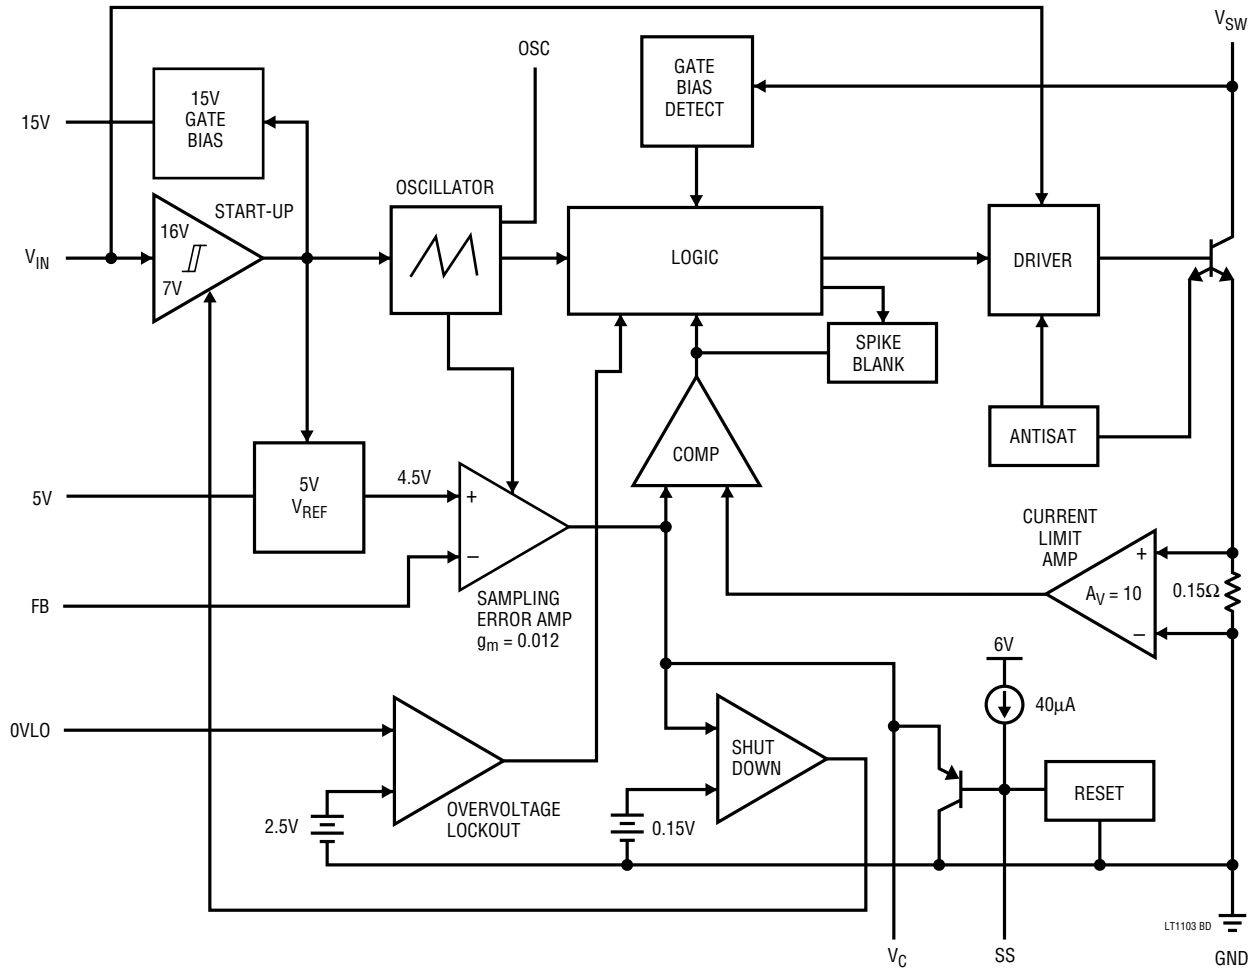 V_SW
OSC
GATE
BIAS
DETECT
15V
GATE
BIAS
15V
OSCILLATOR
START-UP
16V
7V
V_IN
LOGIC
DRIVER
SPIKE
BLANK
ANTISAT
COMP
5V
5V
V_REF
4.5V
+
–
FB
SAMPLING
ERROR AMP
g_m = 0.012
CURRENT
LIMIT
AMP
+
A_V = 10
–
0.15Ω
6V
40µA
0VLO
SHUT
DOWN
RESET
OVERVOLTAGE
LOCKOUT
2.5V
0.15V
LT1103 BD
V_C
SS
GND